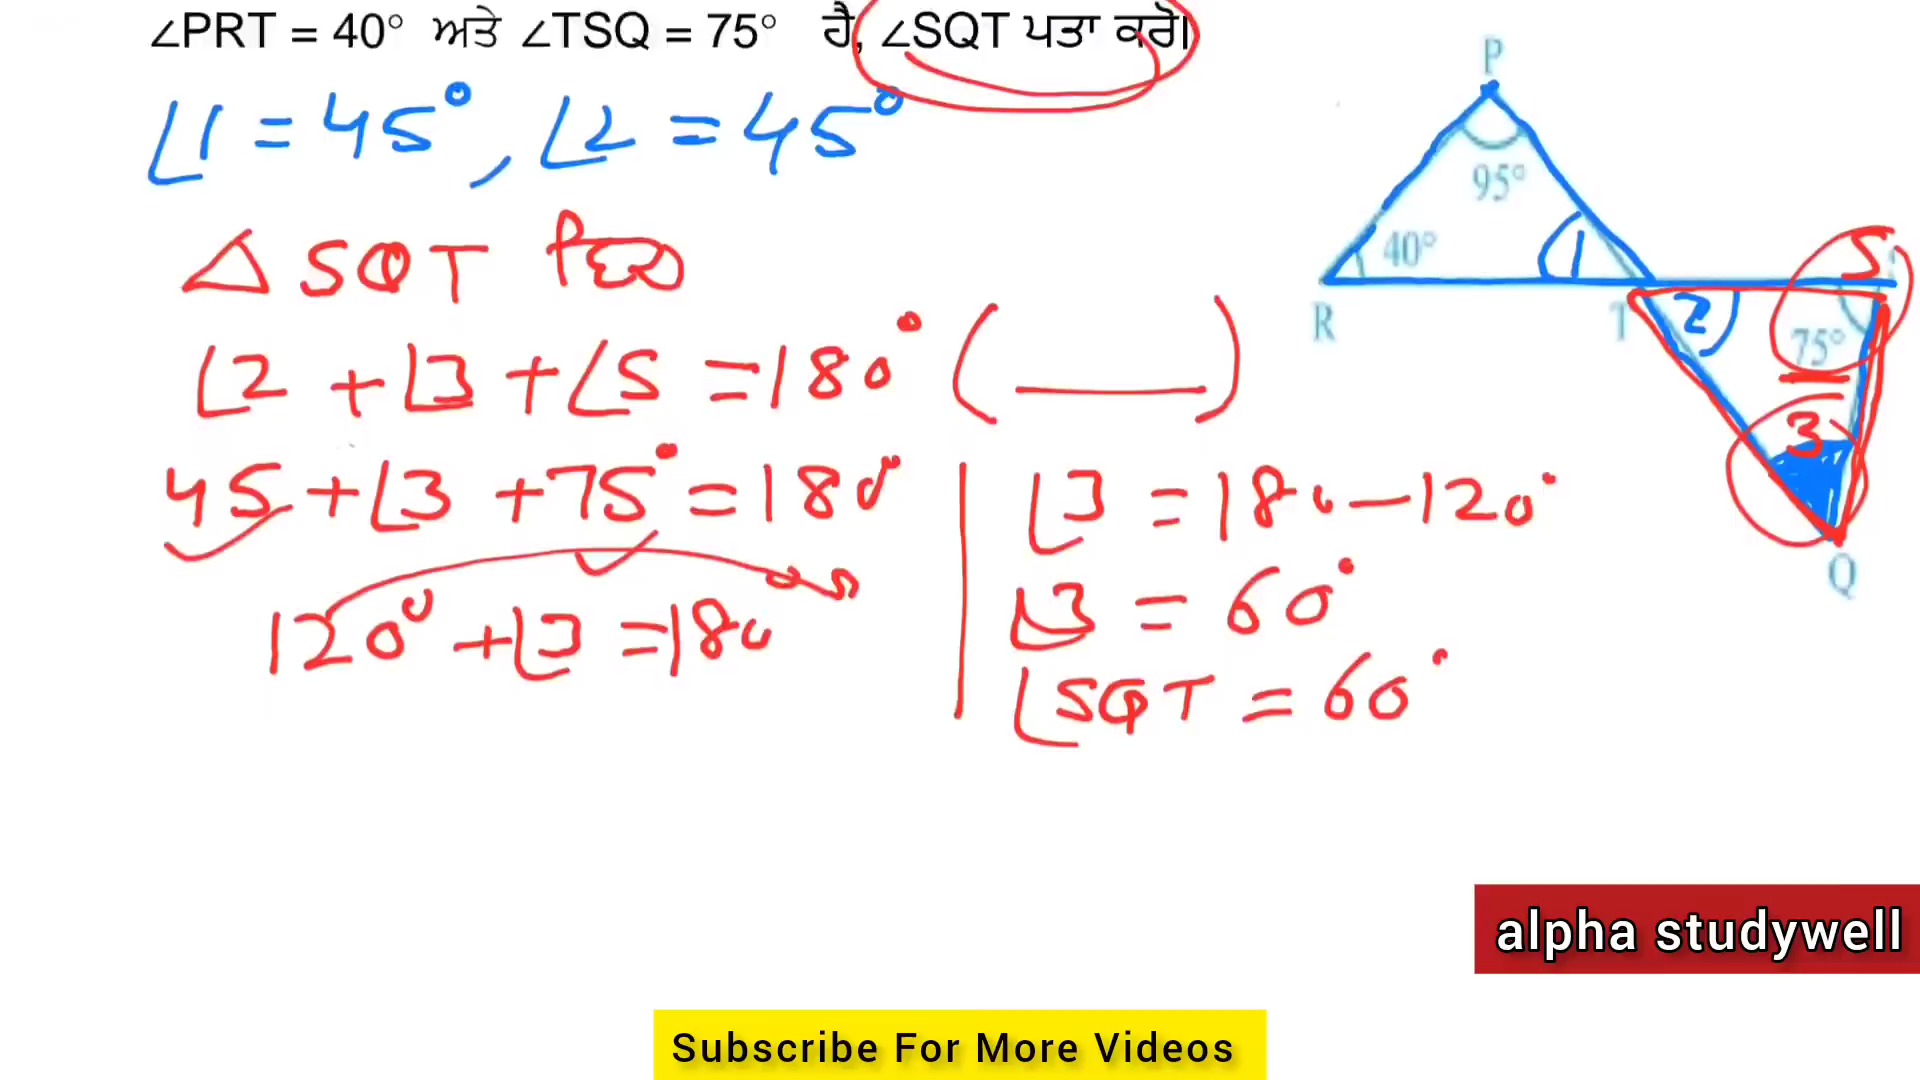 ∠PRT = 40° ਅਤੇ ∠TSQ = 75° ਹੈ, ∠SQT ਪਤਾ ਕਰੋ।
∠1 = 45°, ∠2 = 45°
△ SQT ਵਿੱਚ
∠2 + ∠3 + ∠S = 180° ( )
45 + ∠3 + 75° = 180°
120° + ∠3 = 180
∠3 = 180 - 120°
∠3 = 60°
∠SQT = 60°
P
95°
40°
1
S
R
T
2
75°
3
Q
alpha studywell
Subscribe For More Videos